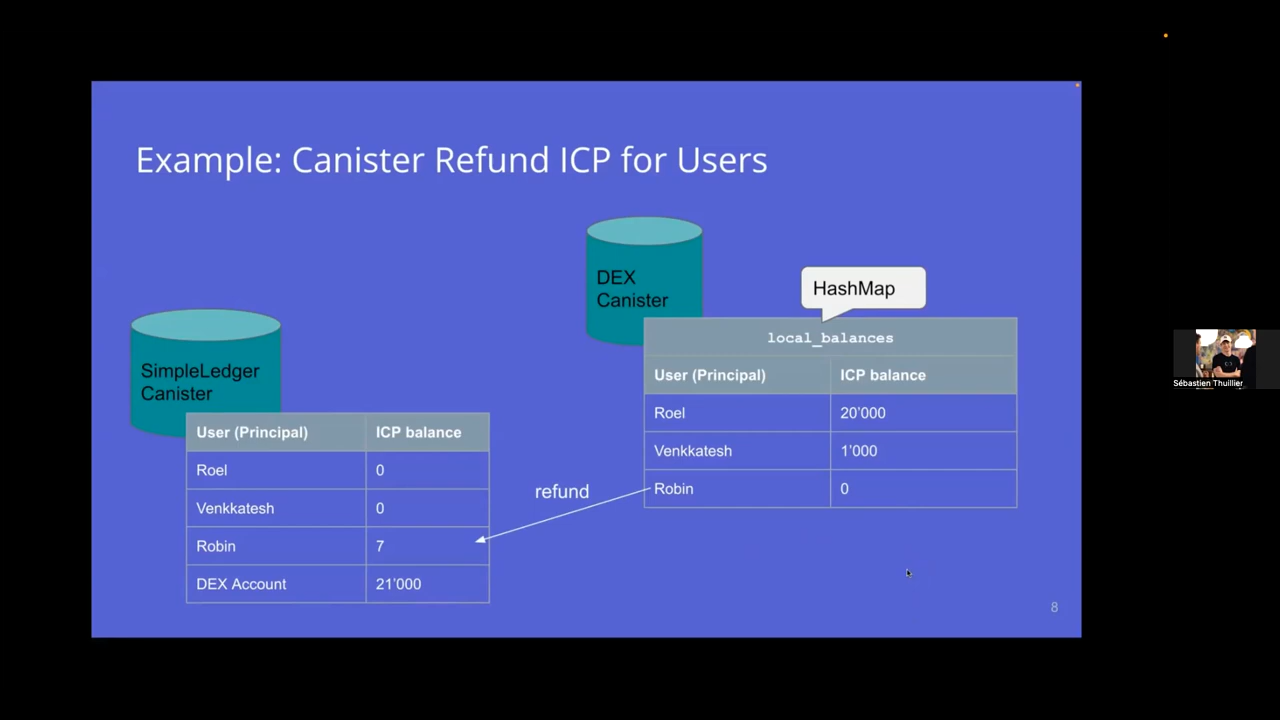 Example: Canister Refund ICP for Users
DEX
Canister
HashMap
local_balances
User (Principal) ICP balance
Roel 20’000
Venkkatesh 1’000
Robin 0
SimpleLedger
Canister
User (Principal) ICP balance
Roel 0
Venkkatesh 0
Robin 7
DEX Account 21’000
refund
8
Sébastien Thuillier